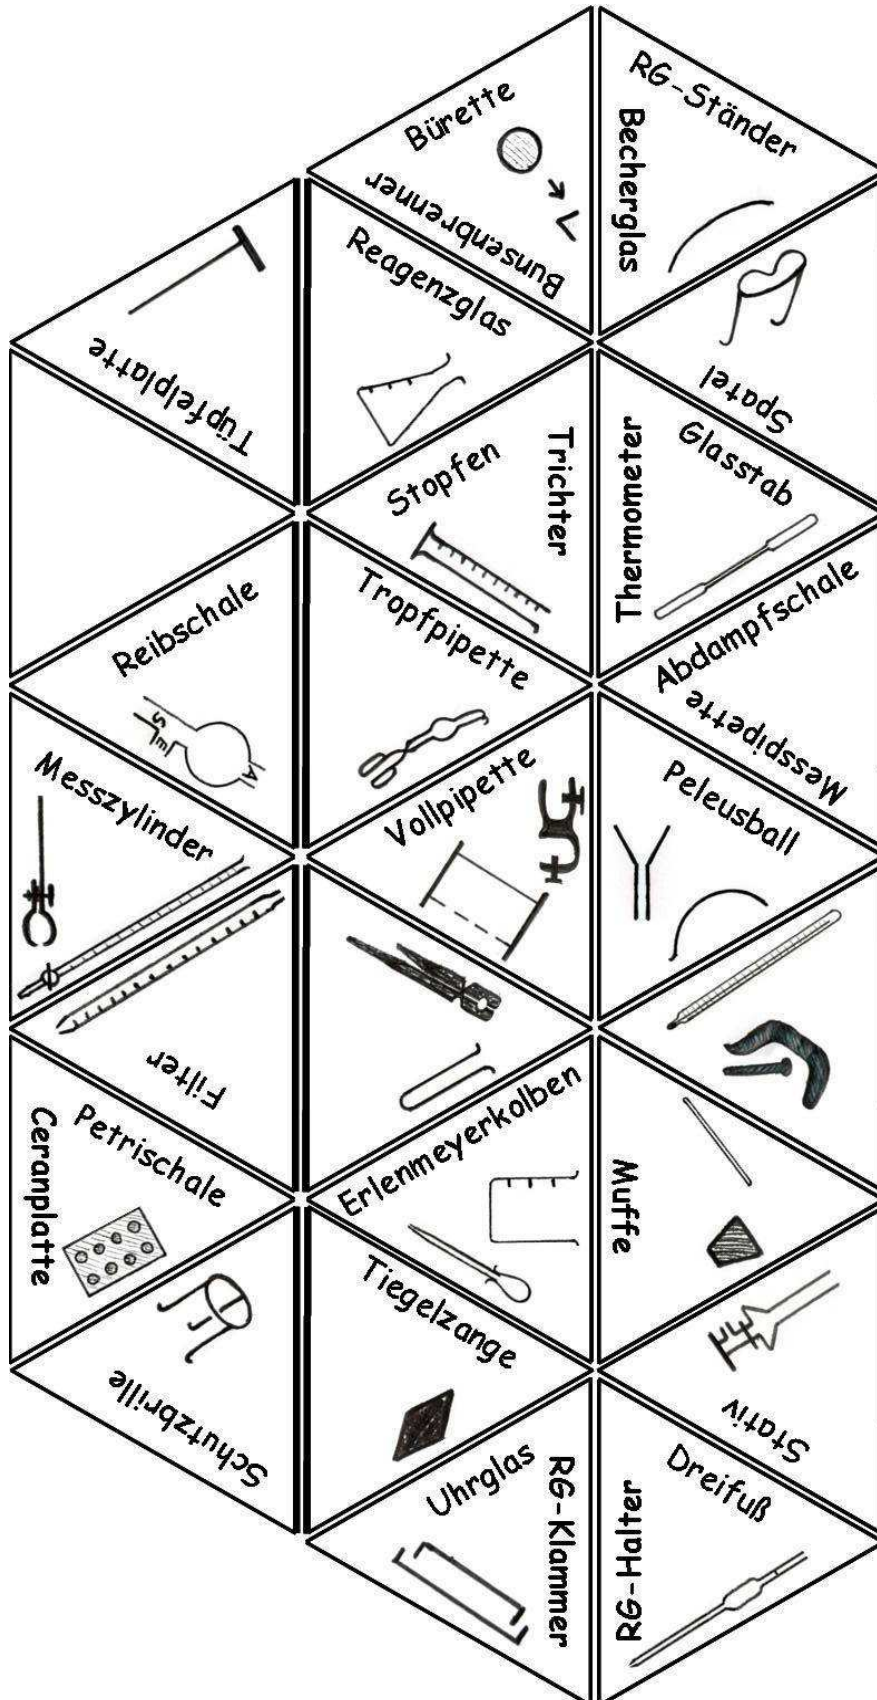 RG-Ständer
Bürette
Becherglas
Bunsenbrenner
Reagenzglas
Tüpfelplatte
Spatel
Stopfen
Trichter
Thermometer
Glasstab
Reibschale
Tropfpipette
Abdampfschale
Messpipette
Messzylinder
Vollpipette
Peleusball
A
S
E
Filter
Petrischale
Ceranplatte
Erlenmeyerkolben
Muffe
Tiegelzange
Schutzbrille
Stativ
Uhrglas
RG-Klammer
RG-Halter
Dreifuß